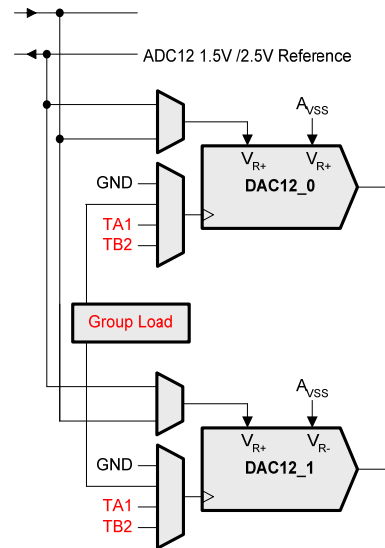 ADC12 1.5V /2.5V Reference
AVSS
VR+ VR+
GND
DAC12_0
TA1
TB2
Group Load
AVSS
VR+ VR-
GND
DAC12_1
TA1
TB2